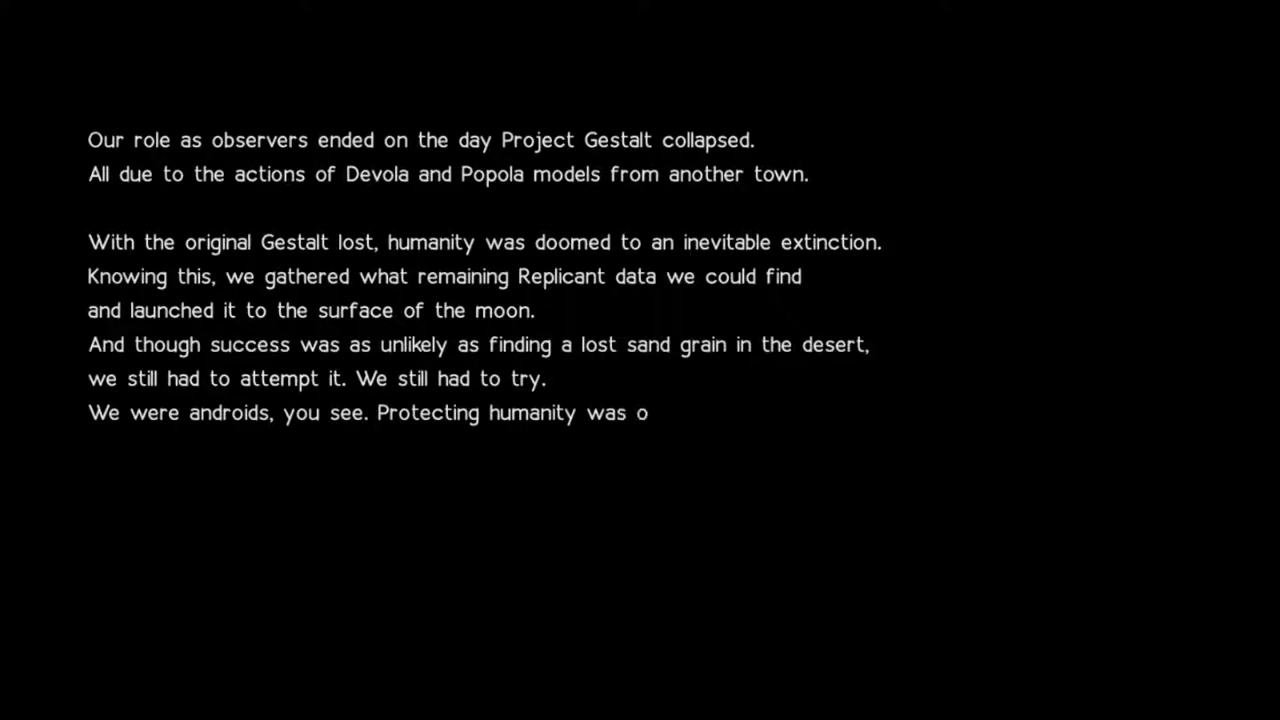 Our role as observers ended on the day Project Gestalt collapsed.
All due to the actions of Devola and Popola models from another town.
With the original Gestalt lost, humanity was doomed to an inevitable extinction.
Knowing this, we gathered what remaining Replicant data we could find
and launched it to the surface of the moon.
And though success was as unlikely as finding a lost sand grain in the desert,
we still had to attempt it. We still had to try.
We were androids, you see. Protecting humanity was o